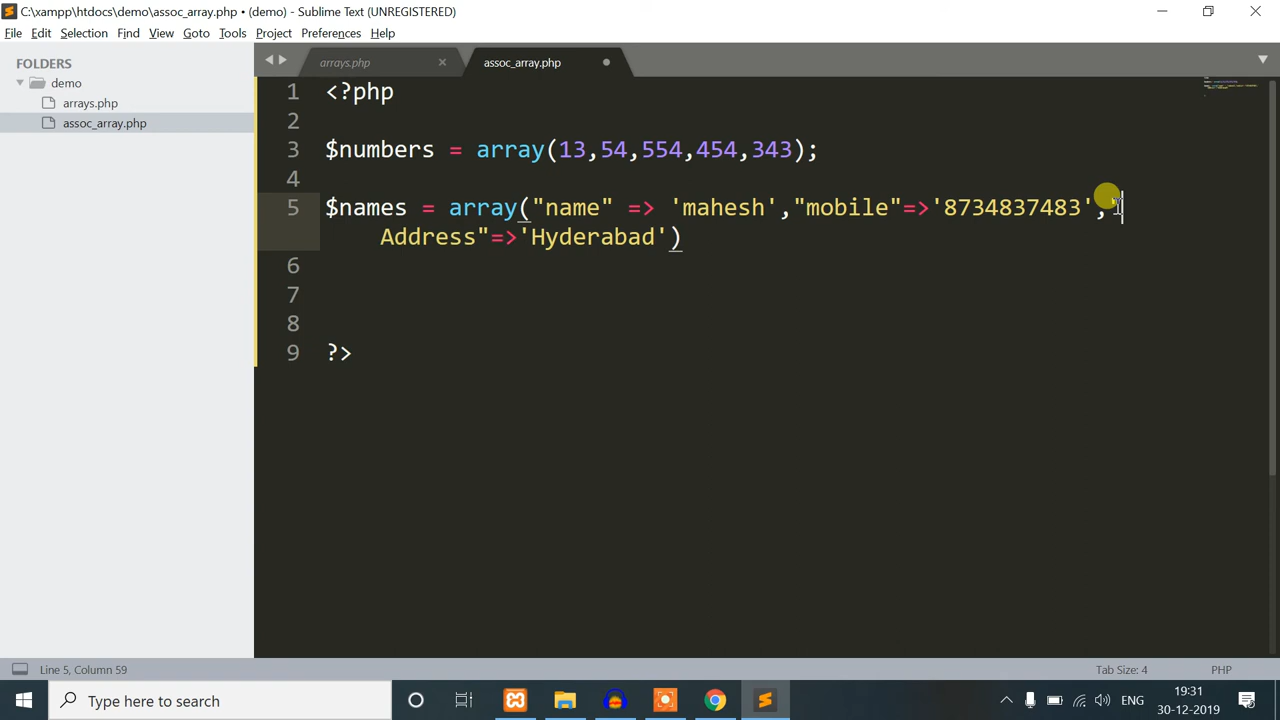 C:\xampp\htdocs\demo\assoc_array.php • (demo) - Sublime Text (UNREGISTERED)
File Edit Selection Find View Goto Tools Project Preferences Help
FOLDERS
demo
arrays.php
assoc_array.php
arrays.php
assoc_array.php
1 <?php
2
3 $numbers = array(13,54,554,454,343);
4
5 $names = array("name" => 'mahesh',"mobile"=>'8734837483',"
Address"=>'Hyderabad')
6
7
8
9 ?>
Line 5, Column 59
Tab Size: 4
PHP
Type here to search
ENG
19:31
30-12-2019